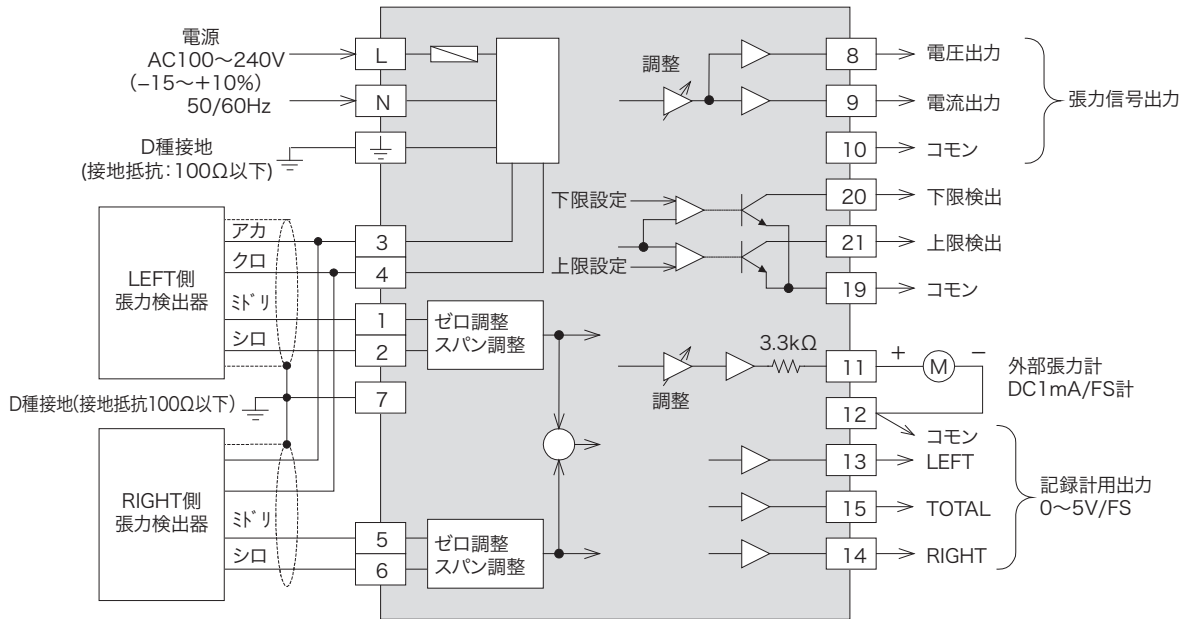 電源
AC100～240V
(−15～+10%)
50/60Hz
D種接地
(接地抵抗：100Ω以下)
L
N
LEFT側
張力検出器
アカ
クロ
ミドリ
シロ
3
4
1
2
7
D種接地(接地抵抗100Ω以下)
RIGHT側
張力検出器
ミドリ
シロ
5
6
ゼロ調整
スパン調整
ゼロ調整
スパン調整
調整
8
電圧出力
9
電流出力
10
コモン
張力信号出力
下限設定
上限設定
20
下限検出
21
上限検出
19
コモン
調整
3.3kΩ
11
+
M
−
外部張力計
DC1mA/FS計
12
コモン
13
LEFT
15
TOTAL
14
RIGHT
記録計用出力
0～5V/FS